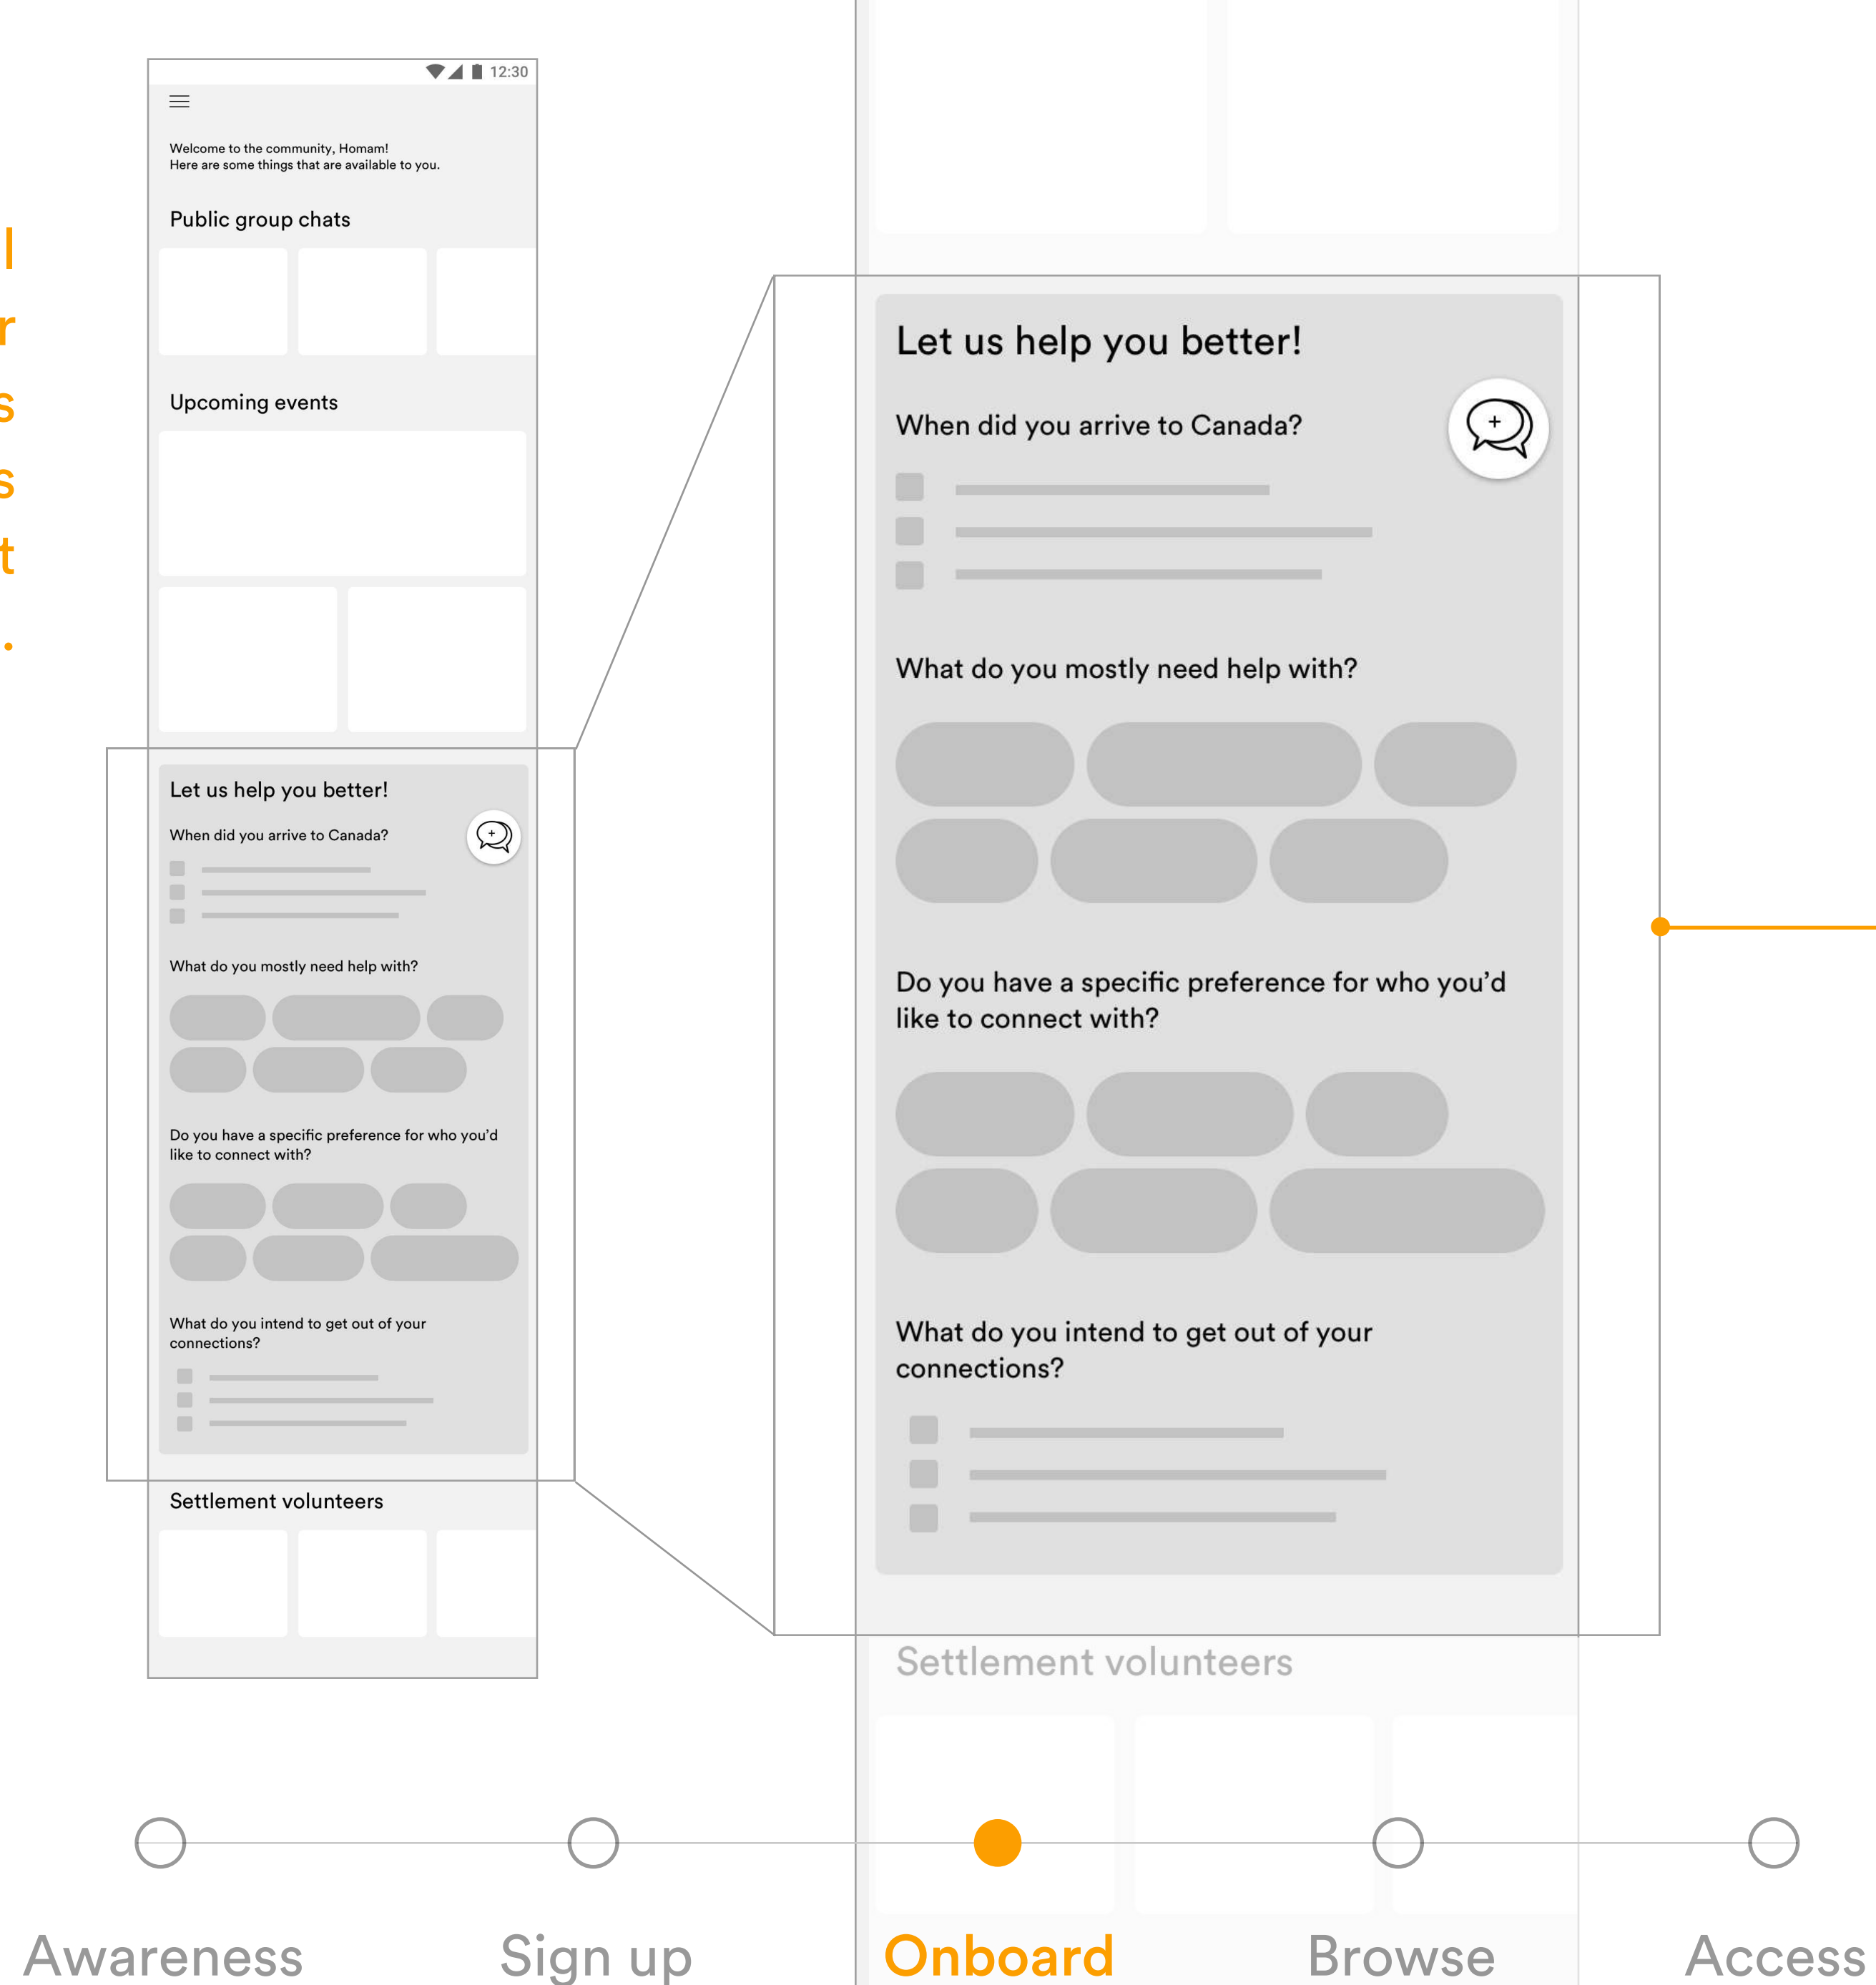 12:30
Welcome to the community, Homam!
Here are some things that are available to you.
Public group chats
Upcoming events
Let us help you better!
When did you arrive to Canada?
What do you mostly need help with?
Do you have a specific preference for who you'd
like to connect with?
What do you intend to get out of your
connections?
Settlement volunteers
Let us help you better!
When did you arrive to Canada?
What do you mostly need help with?
Do you have a specific preference for who you'd
like to connect with?
What do you intend to get out of your
connections?
Settlement volunteers
Awareness
Sign up
Onboard
Browse
Access